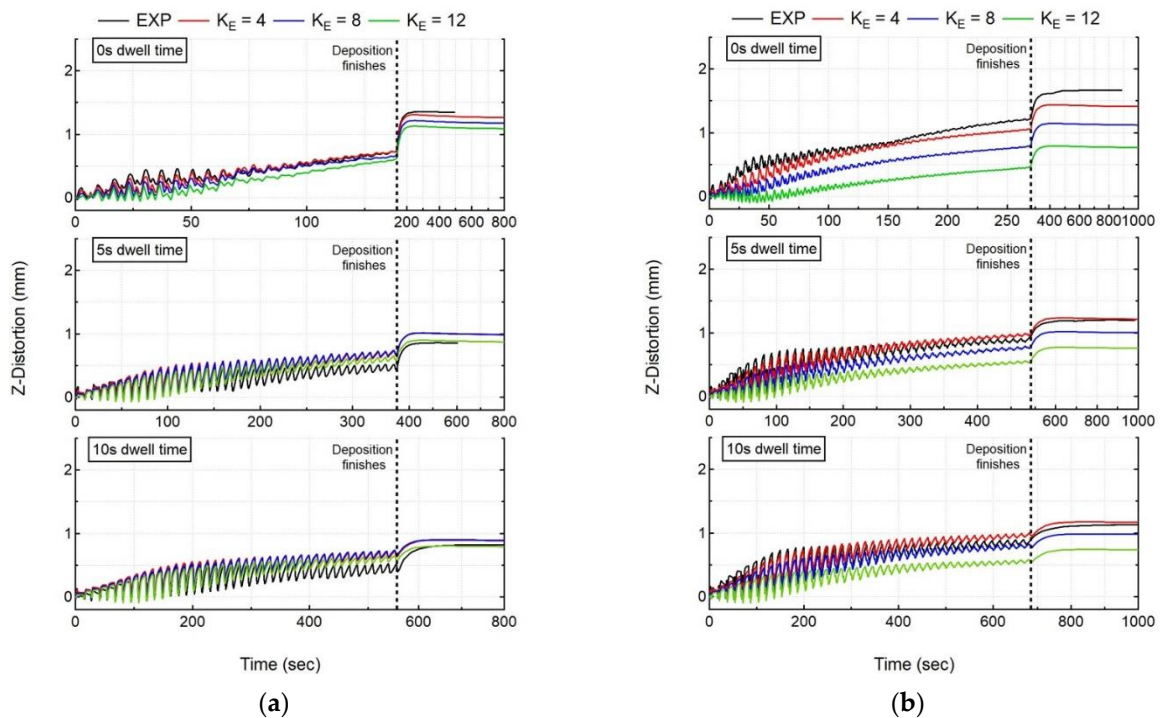 EXP K_E = 4 K_E = 8 K_E = 12
0s dwell time
Deposition
finishes
2
1
0
0 50 100 200 400 600 800
5s dwell time
Deposition
finishes
2
1
0
0 100 200 300 400 600 800
10s dwell time
Deposition
finishes
2
1
0
0 200 400 600 800
Z-Distortion (mm)
Time (sec)
(a)
EXP K_E = 4 K_E = 8 K_E = 12
0s dwell time
Deposition
finishes
2
1
0
0 50 100 150 200 250 400 600 800 1000
5s dwell time
Deposition
finishes
2
1
0
0 100 200 300 400 600 800 1000
10s dwell time
Deposition
finishes
2
1
0
0 200 400 600 800 1000
Z-Distortion (mm)
Time (sec)
(b)